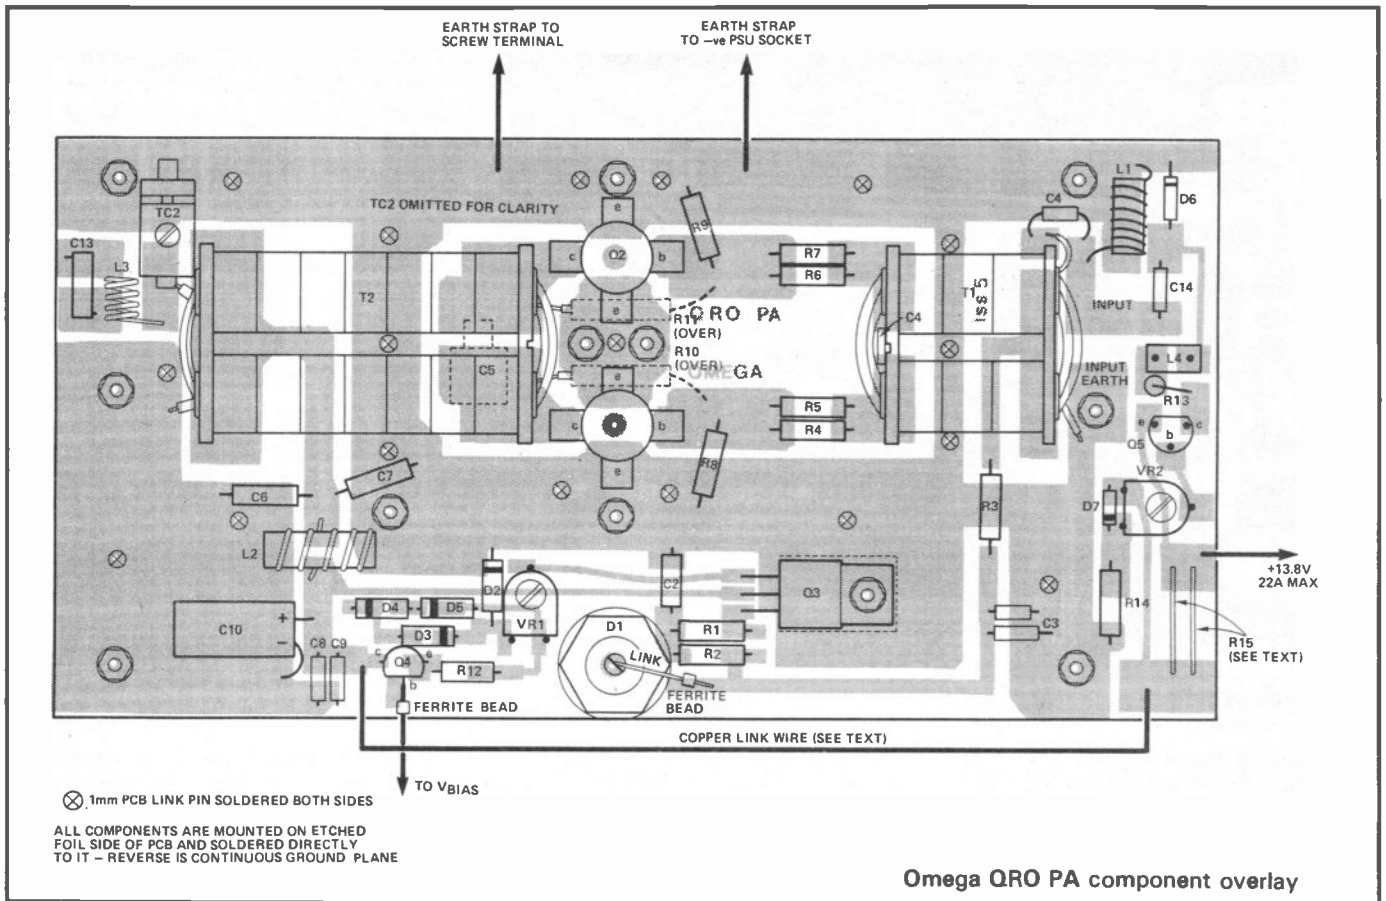 EARTH STRAP TO
SCREW TERMINAL
EARTH STRAP
TO –ve PSU SOCKET
TC2
TC2 OMITTED FOR CLARITY
C13
L3
T2
C5
e
c
Q2
b
e
R9
R11
(OVER)
QRO PA
R10
(OVER)
OMEGA
e
c
b
e
R8
R7
R6
R5
R4
C4
L1
D6
C4
T1
ISS 5
C14
INPUT
INPUT
EARTH
L4
R13
e
b
c
Q5
VR2
D7
R3
C6
C7
L2
D2
VR1
C2
Q3
D4
D5
D3
D1
R1
R2
LINK
FERRITE
BEAD
C10
+
–
C8
C9
c
Q4
e
b
R12
C3
R14
+13.8V
22A MAX
R15
(SEE TEXT)
FERRITE BEAD
COPPER LINK WIRE (SEE TEXT)
TO VBIAS
1mm PCB LINK PIN SOLDERED BOTH SIDES
ALL COMPONENTS ARE MOUNTED ON ETCHED
FOIL SIDE OF PCB AND SOLDERED DIRECTLY
TO IT – REVERSE IS CONTINUOUS GROUND PLANE
Omega QRO PA component overlay